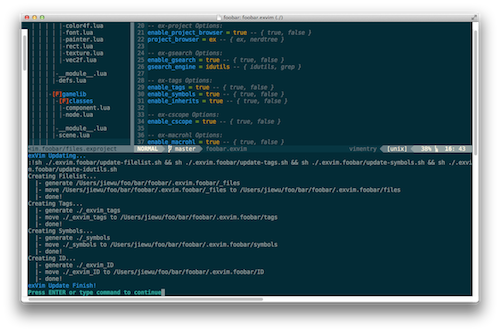 foobar: foobar.exvim (./)
|-color4f.lua
|-font.lua
|-painter.lua
|-rect.lua
|-texture.lua
|-vec2f.lua
|-__module__.lua
|-defs.lua
|-[F]gamelib
|-[F]classes
|-component.lua
|-node.lua
|-__module__.lua
|-scene.lua
<im.foobar/files.exproject
20 -- ex-project Options:
21 enable_project_browser = true -- { true, false }
22 project_browser = ex -- { ex, nerdtree }
24 -- ex-gsearch Options:
25 enable_gsearch = true -- { true, false }
26 gsearch_engine = idutils -- { idutils, grep }
28 -- ex-tags Options:
29 enable_tags = true -- { true, false }
30 enable_symbols = true -- { true, false }
31 enable_inherits = true -- { true, false }
33 -- ex-cscope Options:
34 enable_cscope = true -- { true, false }
36 -- ex-macrohl Options:
37 enable_macrohl = true -- { true, false }
NORMAL master foobar.exvim vimentry [unix] 38% 16: 43
exVim Updating...
:!sh ./.exvim.foobar/update-filelist.sh && sh ./.exvim.foobar/update-tags.sh && sh ./.exvim.foobar/update-symbols.sh && sh ./.exvi
m.foobar/update-idutils.sh
Creating Filelist...
|- generate /Users/jiewu/foo/bar/foobar/.exvim.foobar/_files
|- move /Users/jiewu/foo/bar/foobar/.exvim.foobar/_files to /Users/jiewu/foo/bar/foobar/.exvim.foobar/files
|- done!
Creating Tags...
|- generate ./_exvim_tags
|- move ./_exvim_tags to /Users/jiewu/foo/bar/foobar/.exvim.foobar/tags
|- done!
Creating Symbols...
|- generate ./_symbols
|- move ./_symbols to /Users/jiewu/foo/bar/foobar/.exvim.foobar/symbols
|- done!
Creating ID...
|- generate ./_exvim_ID
|- move ./_exvim_ID to /Users/jiewu/foo/bar/foobar/.exvim.foobar/ID
|- done!
exVim Update Finish!
Press ENTER or type command to continue